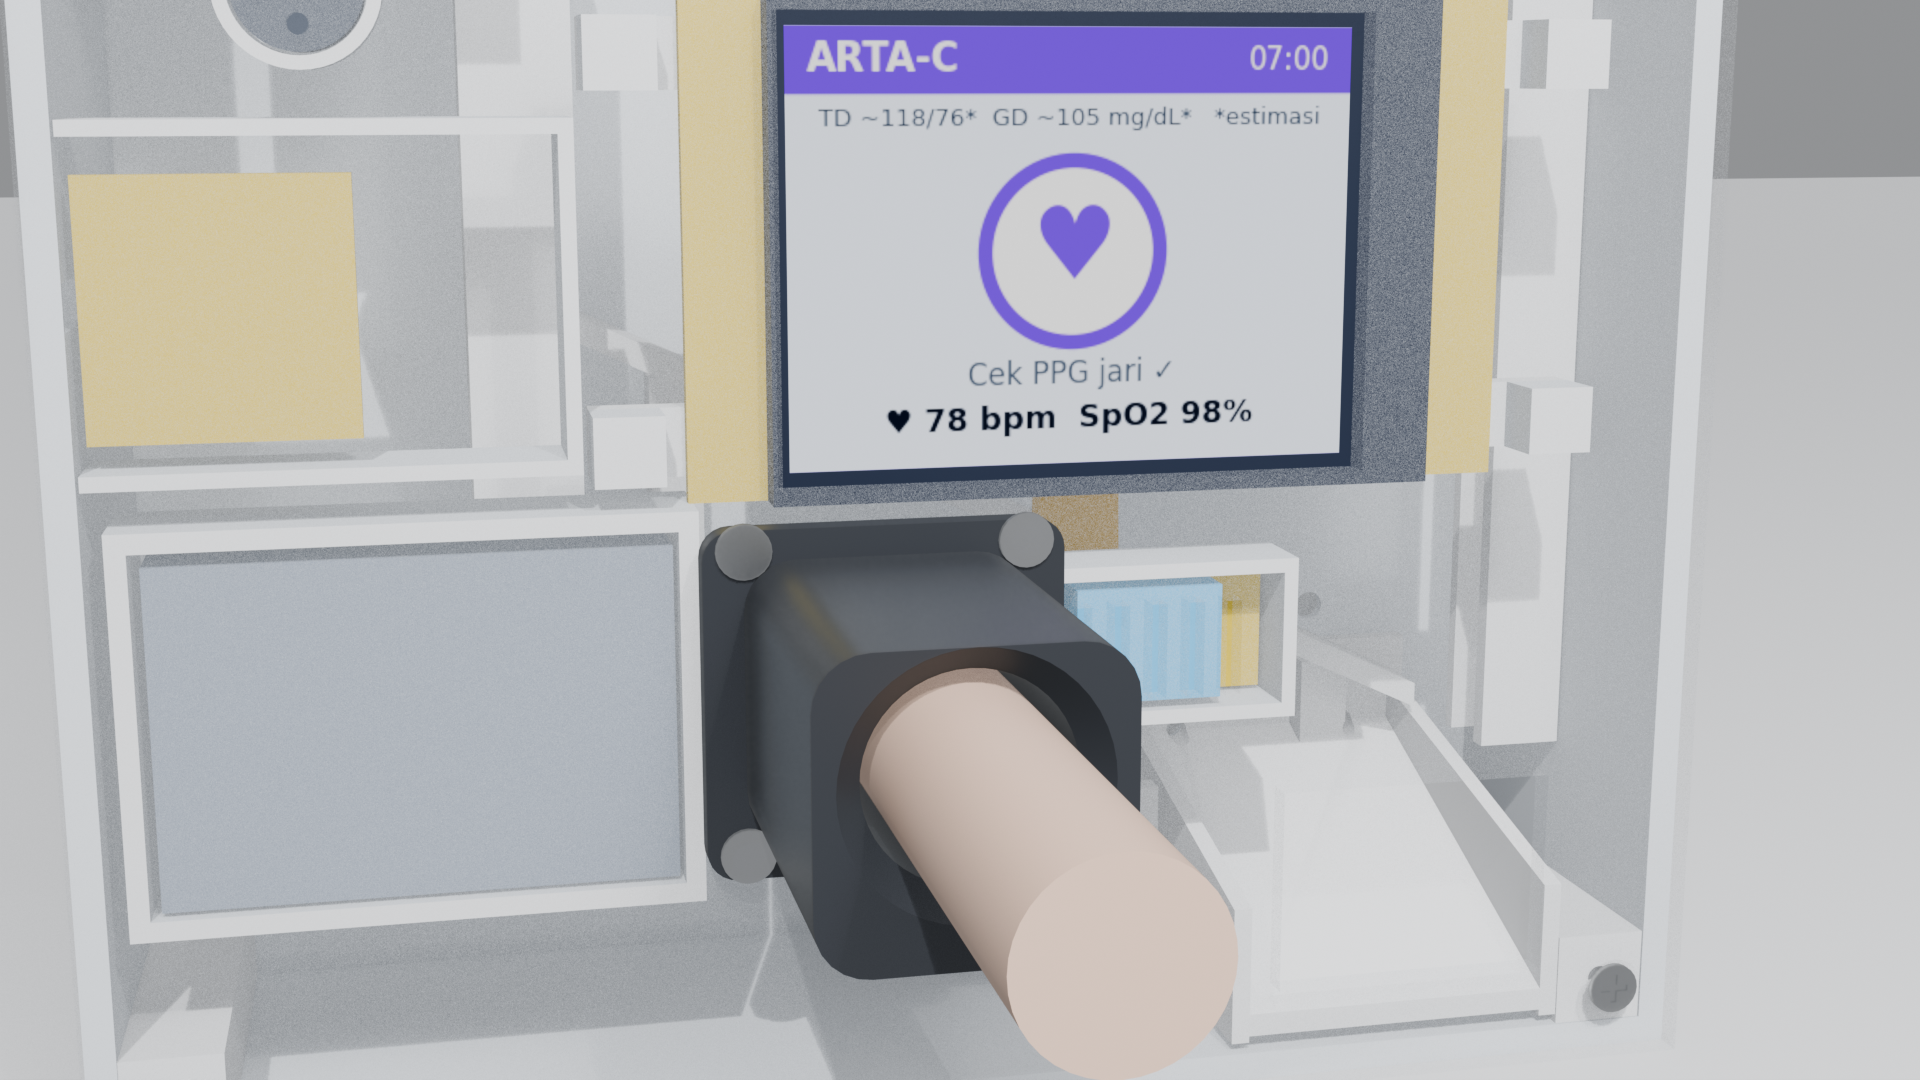 ARTA-C 07:00
TD ~118/76* GD ~105 mg/dL* *estimasi
Cek PPG jari ✓
♥ 78 bpm SpO2 98%